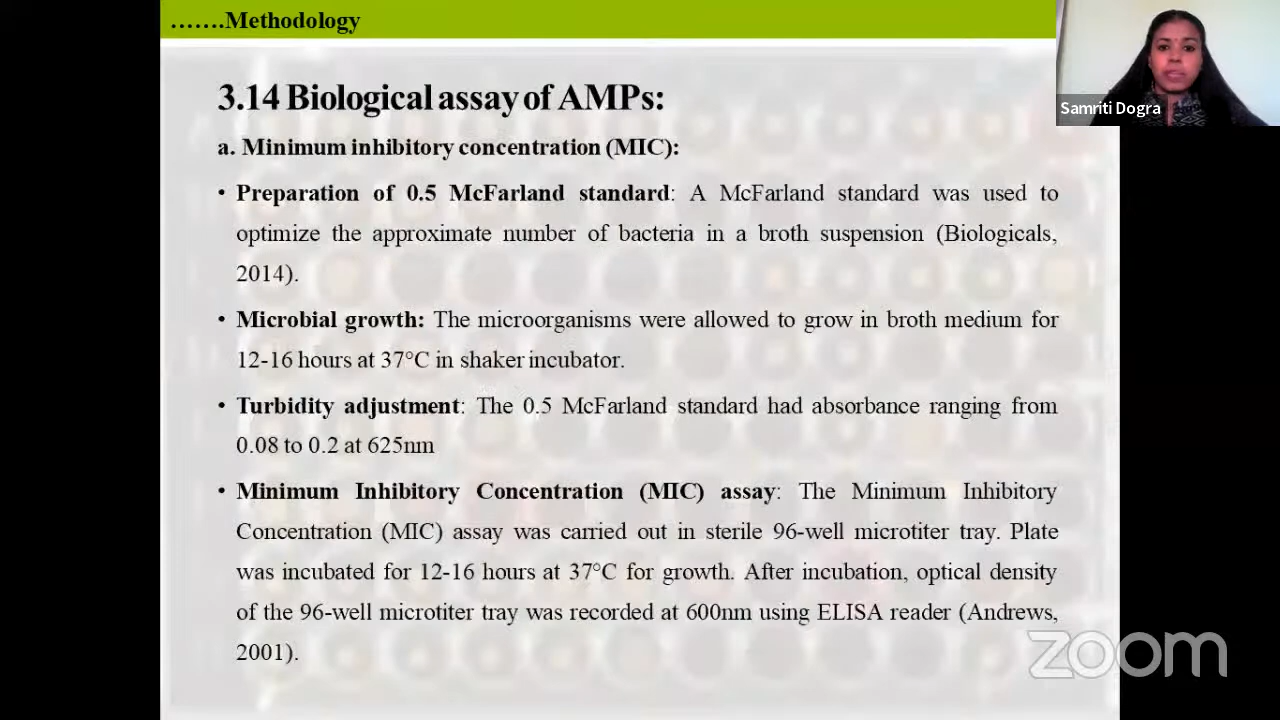 …….Methodology
Samriti Dogra
3.14 Biological assay of AMPs:
a. Minimum inhibitory concentration (MIC):
• Preparation of 0.5 McFarland standard: A McFarland standard was used to
optimize the approximate number of bacteria in a broth suspension (Biologicals,
2014).
• Microbial growth: The microorganisms were allowed to grow in broth medium for
12-16 hours at 37°C in shaker incubator.
• Turbidity adjustment: The 0.5 McFarland standard had absorbance ranging from
0.08 to 0.2 at 625nm
• Minimum Inhibitory Concentration (MIC) assay: The Minimum Inhibitory
Concentration (MIC) assay was carried out in sterile 96-well microtiter tray. Plate
was incubated for 12-16 hours at 37°C for growth. After incubation, optical density
of the 96-well microtiter tray was recorded at 600nm using ELISA reader (Andrews,
2001).
zoom